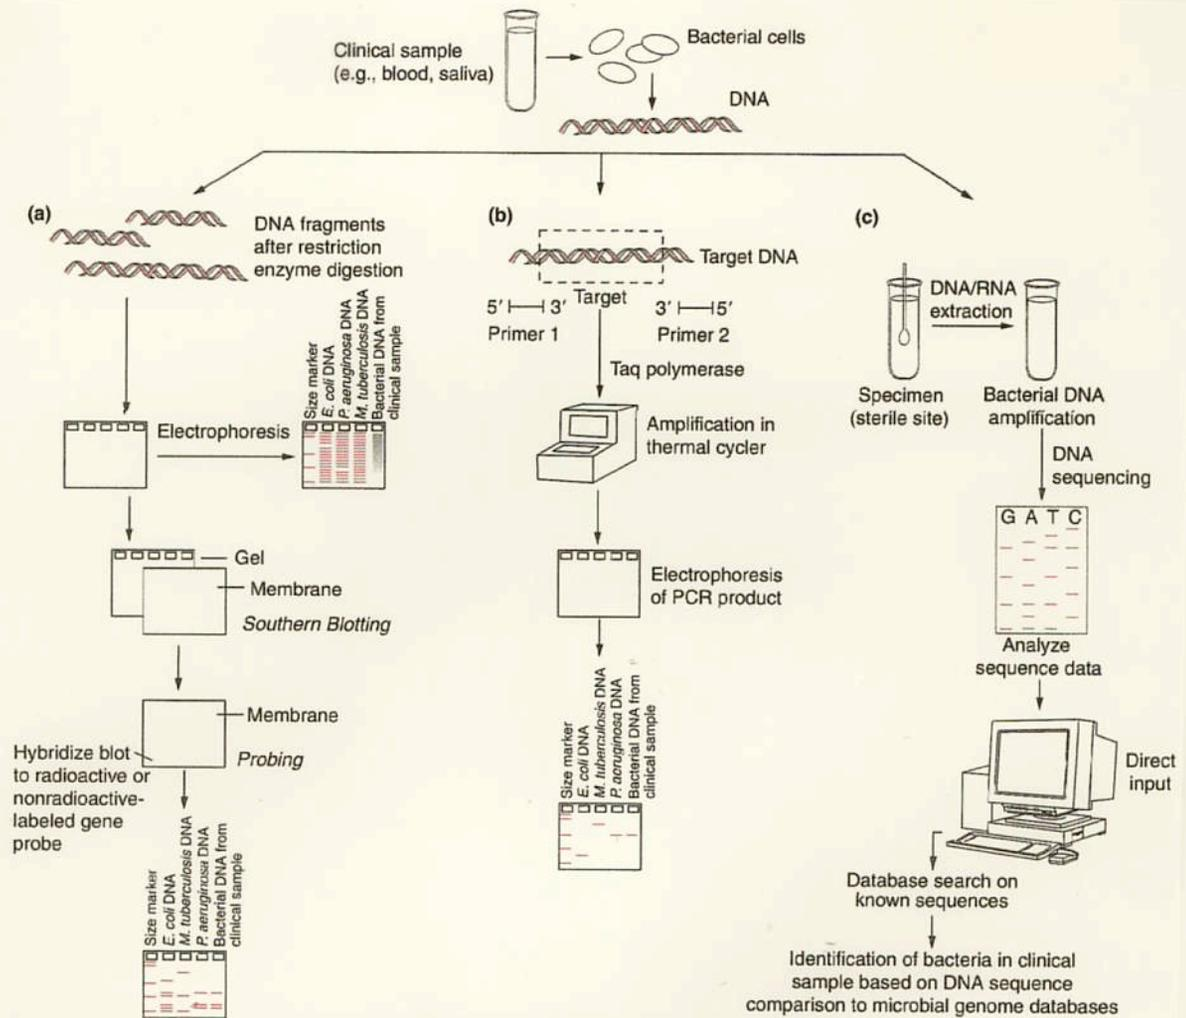 Clinical sample
(e.g., blood, saliva)
Bacterial cells
DNA
(a)
DNA fragments
after restriction
enzyme digestion
Size marker
E. coli DNA
P. aeruginosa DNA
M. tuberculosis DNA
Bacterial DNA from
clinical sample
Electrophoresis
Gel
Membrane
Southern Blotting
Membrane
Probing
Hybridize blot
to radioactive or
nonradioactive-
labeled gene
probe
Size marker
E. coli DNA
M. tuberculosis DNA
P. aeruginosa DNA
Bacterial DNA from
clinical sample
(b)
Target DNA
Target
5′ 3′
Primer 1
3′ 5′
Primer 2
Taq polymerase
Amplification in
thermal cycler
Electrophoresis
of PCR product
Size marker
E. coli DNA
M. tuberculosis DNA
P. aeruginosa DNA
Bacterial DNA from
clinical sample
(c)
DNA/RNA
extraction
Specimen
(sterile site)
Bacterial DNA
amplification
DNA
sequencing
G A T C
Analyze
sequence data
Direct
input
Database search on
known sequences
Identification of bacteria in clinical
sample based on DNA sequence
comparison to microbial genome databases